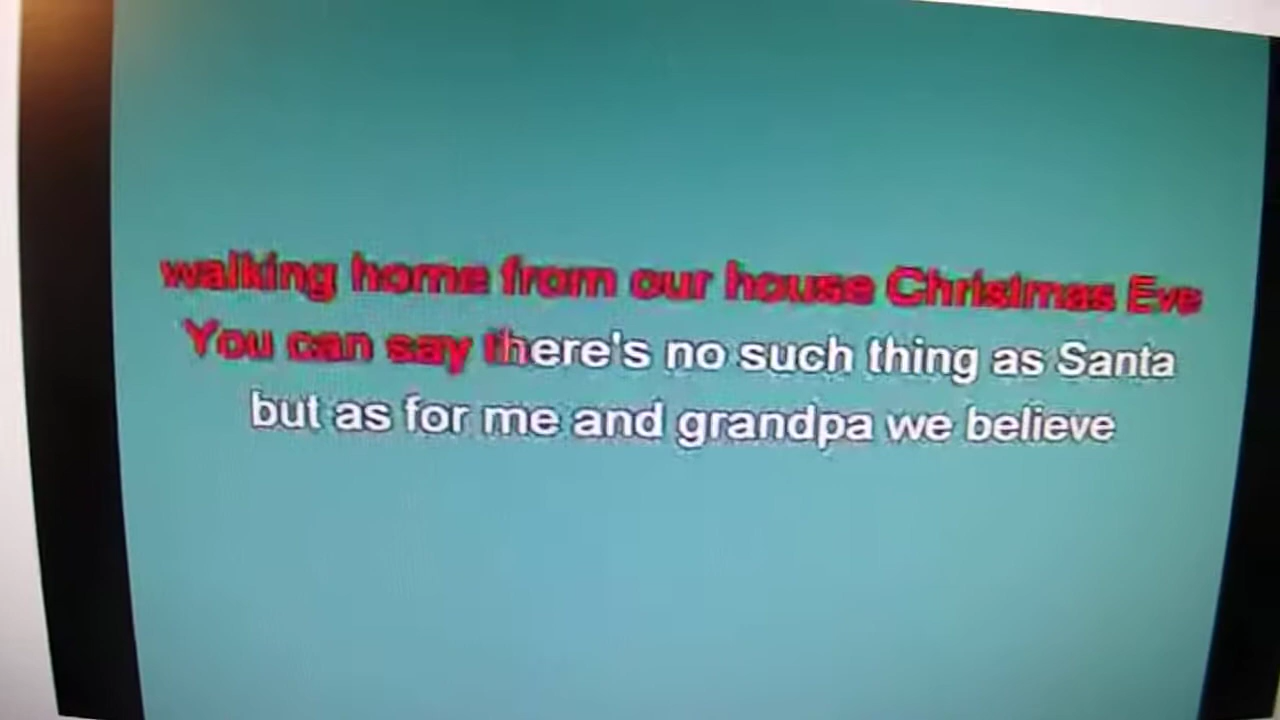 walking home from our house Christmas Eve
You can say there's no such thing as Santa
but as for me and grandpa we believe